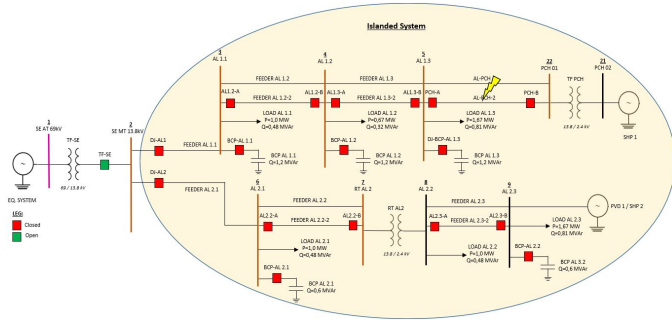 Islanded System
3
AL 1.1
4
AL 1.2
5
AL 1.3
22
PCH 01
21
PCH 02
FEEDER AL 1.2
FEEDER AL 1.3
AL-PCH
TF PCH
AL1.2-A
FEEDER AL 1.2-2
AL1.2-B
AL1.3-A
FEEDER AL 1.3-2
AL1.3-B
PCH-A
AL-PCH-2
PCH-B
1
SE AT 69kV
TF-SE
2
SE MT 13.8kV
LOAD AL 1.1
P=1,0 MW
Q=0,48 MVAr
LOAD AL 1.2
P=0,67 MW
Q=0,32 MVAr
LOAD AL 1.3
P=1,67 MW
Q=0,81 MVAr
13.8 / 2.4 kV
SHP 1
TF-SE
DJ-AL1
FEEDER AL 1.1
BCP-AL 1.1
BCP AL 1.1
Q=1,2 MVAr
BCP-AL 1.2
BCP AL 1.2
Q=1,2 MVAr
DJ-BCP-AL 1.3
BCP AL 1.3
Q=1,2 MVAr
69 / 13.8 kV
DJ-AL2
FEEDER AL 2.1
EQ. SYSTEM
LEG:
Closed
Open
6
AL 2.1
7
RT AL2
8
AL 2.2
9
AL 2.3
FEEDER AL 2.2
RT AL2
FEEDER AL 2.3
PVD 1 / SHP 2
AL2.2-A
FEEDER AL 2.2-2
AL2.2-B
AL2.3-A
FEEDER AL 2.3-2
AL2.3-B
LOAD AL 2.1
P=1,0 MW
Q=0,48 MVAr
13.8 / 2.4 kV
LOAD AL 2.2
P=1,0 MW
Q=0,48 MVAr
LOAD AL 2.3
P=1,67 MW
Q=0,81 MVAr
BCP-AL 2.1
BCP AL 2.1
Q=0,6 MVAr
BCP-AL 2.2
BCP AL 3.2
Q=0,6 MVAr